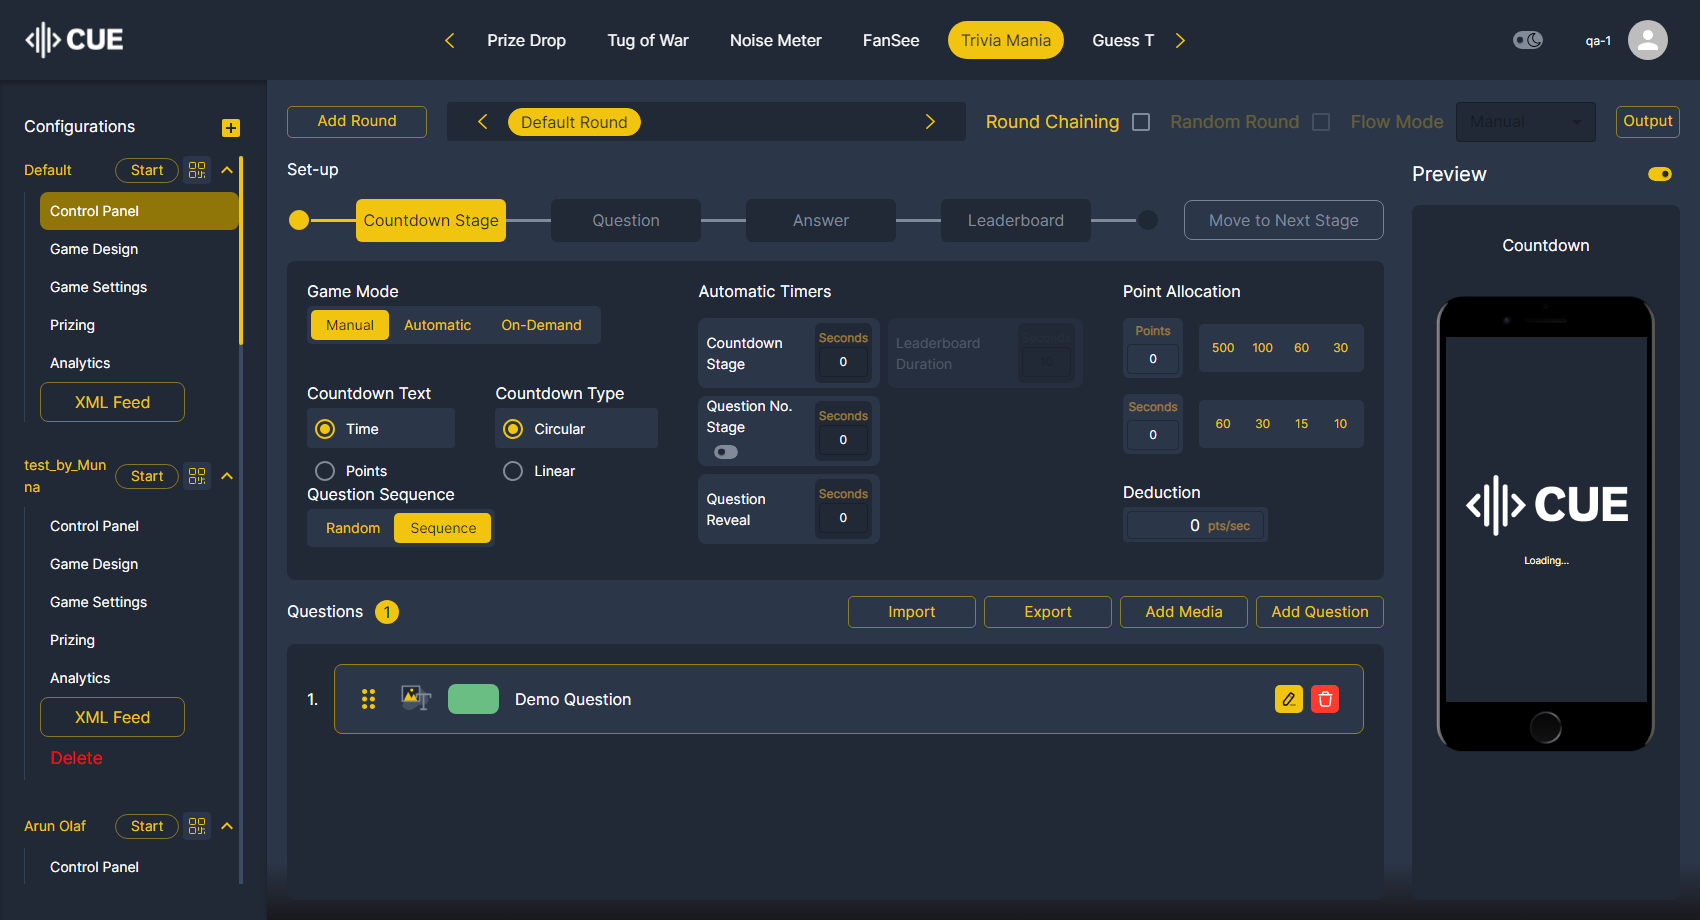 CUE
Prize Drop
Tug of War
Noise Meter
FanSee
Trivia Mania
Guess T
qa-1
Configurations
Default
Start
Control Panel
Game Design
Game Settings
Prizing
Analytics
XML Feed
test_by_Mun
na
Start
Control Panel
Game Design
Game Settings
Prizing
Analytics
XML Feed
Delete
Arun Olaf
Start
Control Panel
Add Round
Default Round
Round Chaining
Random Round
Flow Mode
Manual
Output
Set-up
Countdown Stage
Question
Answer
Leaderboard
Move to Next Stage
Game Mode
Manual
Automatic
On-Demand
Countdown Text
Time
Points
Countdown Type
Circular
Linear
Question Sequence
Random
Sequence
Automatic Timers
Countdown
Stage
Seconds
0
Leaderboard
Duration
Seconds
10
Question No.
Stage
Seconds
0
Question
Reveal
Seconds
0
Point Allocation
Points
0
500 100 60 30
Seconds
0
60 30 15 10
Deduction
0 pts/sec
Questions 1
Import
Export
Add Media
Add Question
1.
T
Demo Question
Preview
Countdown
CUE
Loading...